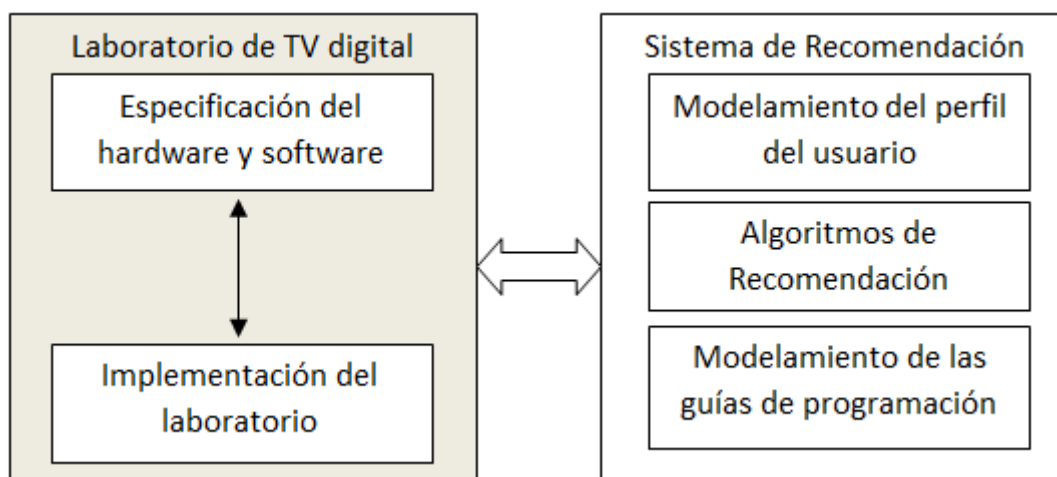 Laboratorio de TV digital
Especificación del
hardware y software
Implementación del
laboratorio
Sistema de Recomendación
Modelamiento del perfil
del usuario
Algoritmos de
Recomendación
Modelamiento de las
guías de programación